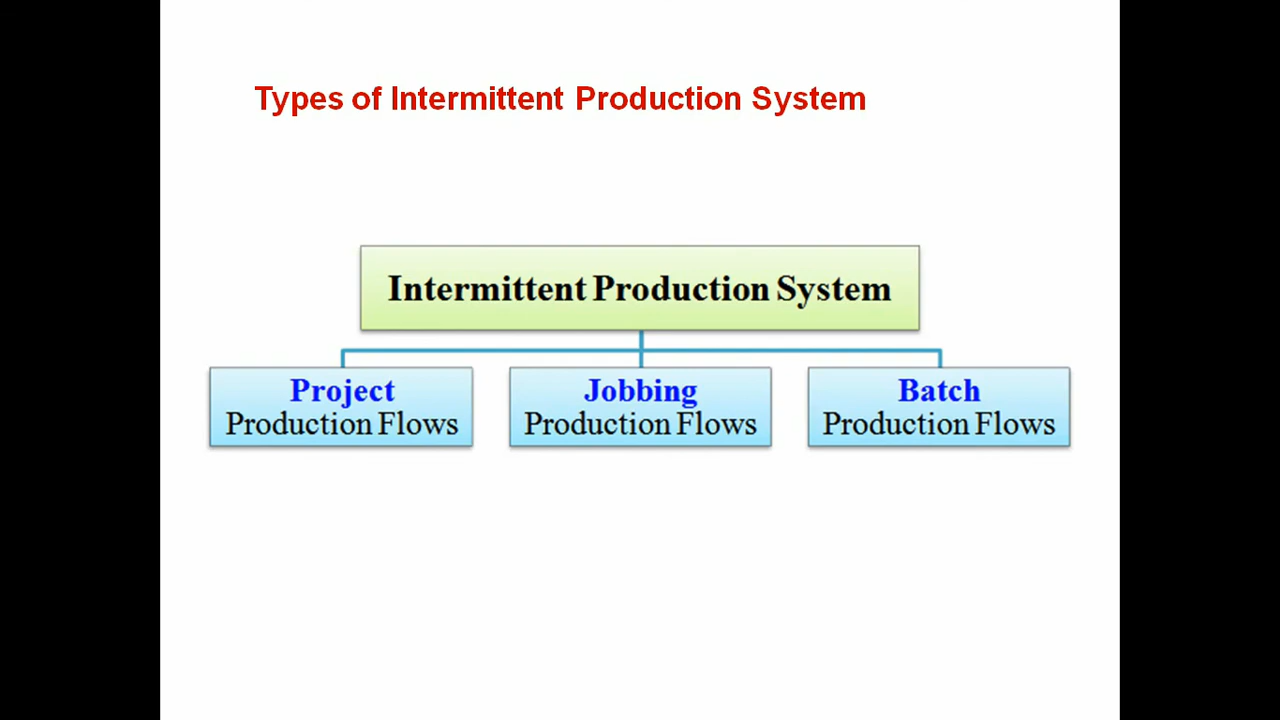 Types of Intermittent Production System
Intermittent Production System
Project
Production Flows
Jobbing
Production Flows
Batch
Production Flows